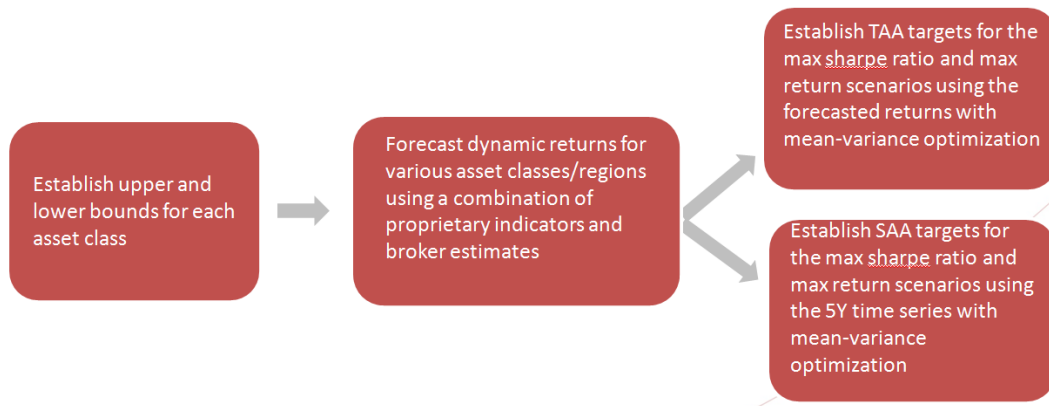 Establish upper and
lower bounds for each
asset class
Forecast dynamic returns for
various asset classes/regions
using a combination of
proprietary indicators and
broker estimates
Establish TAA targets for the
max sharpe ratio and max
return scenarios using the
forecasted returns with
mean-variance optimization
Establish SAA targets for
the max sharpe ratio and
max return scenarios using
the 5Y time series with
mean-variance
optimization